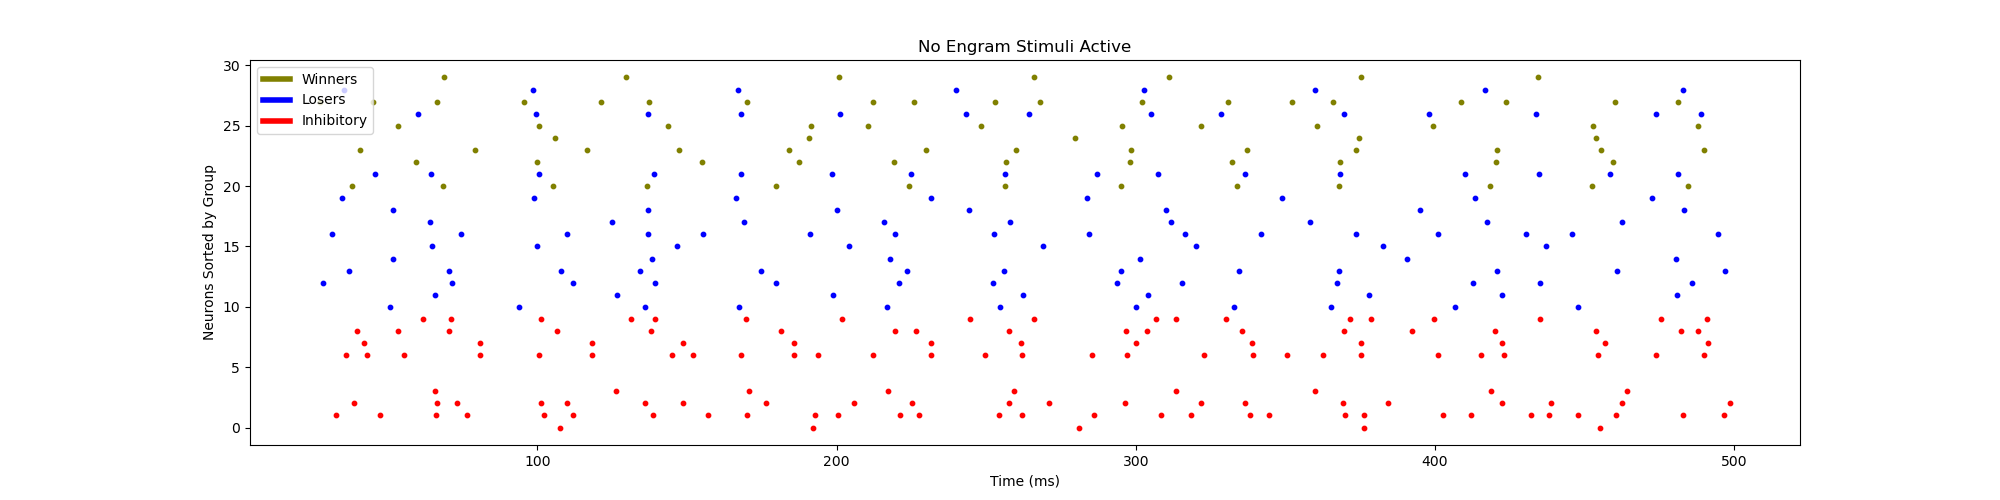 No Engram Stimuli Active
Winners
Losers
Inhibitory
Neurons Sorted by Group
30
25
20
15
10
5
0
100
200
300
400
500
Time (ms)